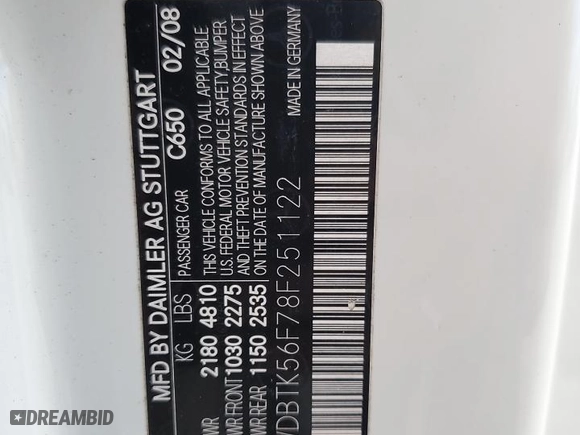 MFD BY DAIMLER AG STUTTGART
C650 02/08
KG LBS PASSENGER CAR
2180 4810 THIS VEHICLE CONFORMS TO ALL APPLICABLE
WR FRONT 1030 2275 U.S. FEDERAL MOTOR VEHICLE SAFETY,BUMPER
WR REAR 1150 2535 AND THEFT PREVENTION STANDARDS IN EFFECT
ON THE DATE OF MANUFACTURE SHOWN ABOVE
DBTK56F78F251122 MADE IN GERMANY
DREAMBID